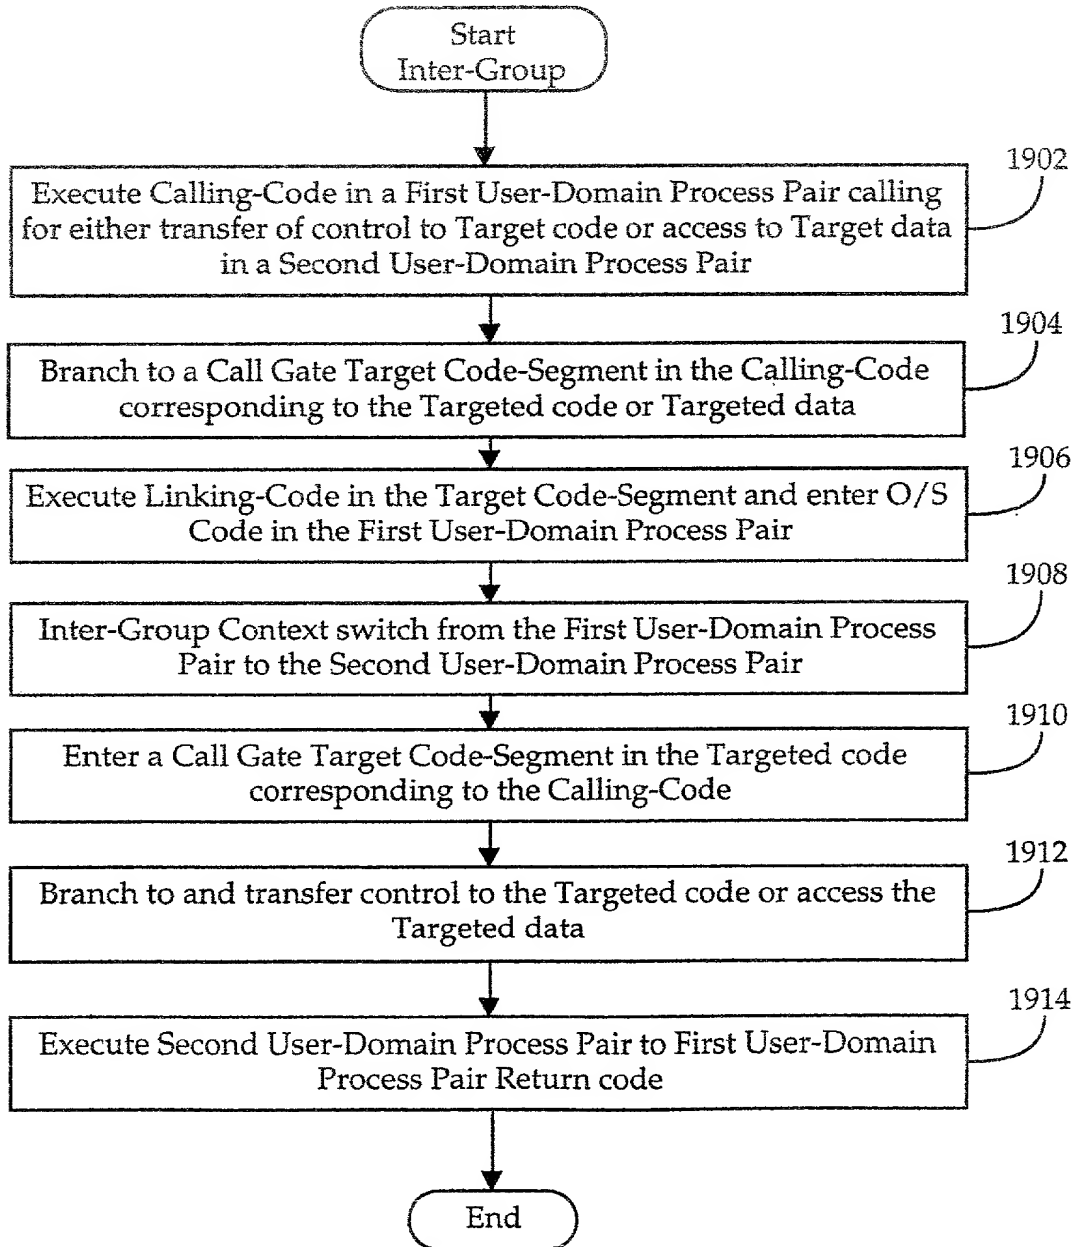 Start
Inter-Group
1902
Execute Calling-Code in a First User-Domain Process Pair calling
for either transfer of control to Target code or access to Target data
in a Second User-Domain Process Pair
1904
Branch to a Call Gate Target Code-Segment in the Calling-Code
corresponding to the Targeted code or Targeted data
1906
Execute Linking-Code in the Target Code-Segment and enter O/S
Code in the First User-Domain Process Pair
1908
Inter-Group Context switch from the First User-Domain Process
Pair to the Second User-Domain Process Pair
1910
Enter a Call Gate Target Code-Segment in the Targeted code
corresponding to the Calling-Code
1912
Branch to and transfer control to the Targeted code or access the
Targeted data
1914
Execute Second User-Domain Process Pair to First User-Domain
Process Pair Return code
End